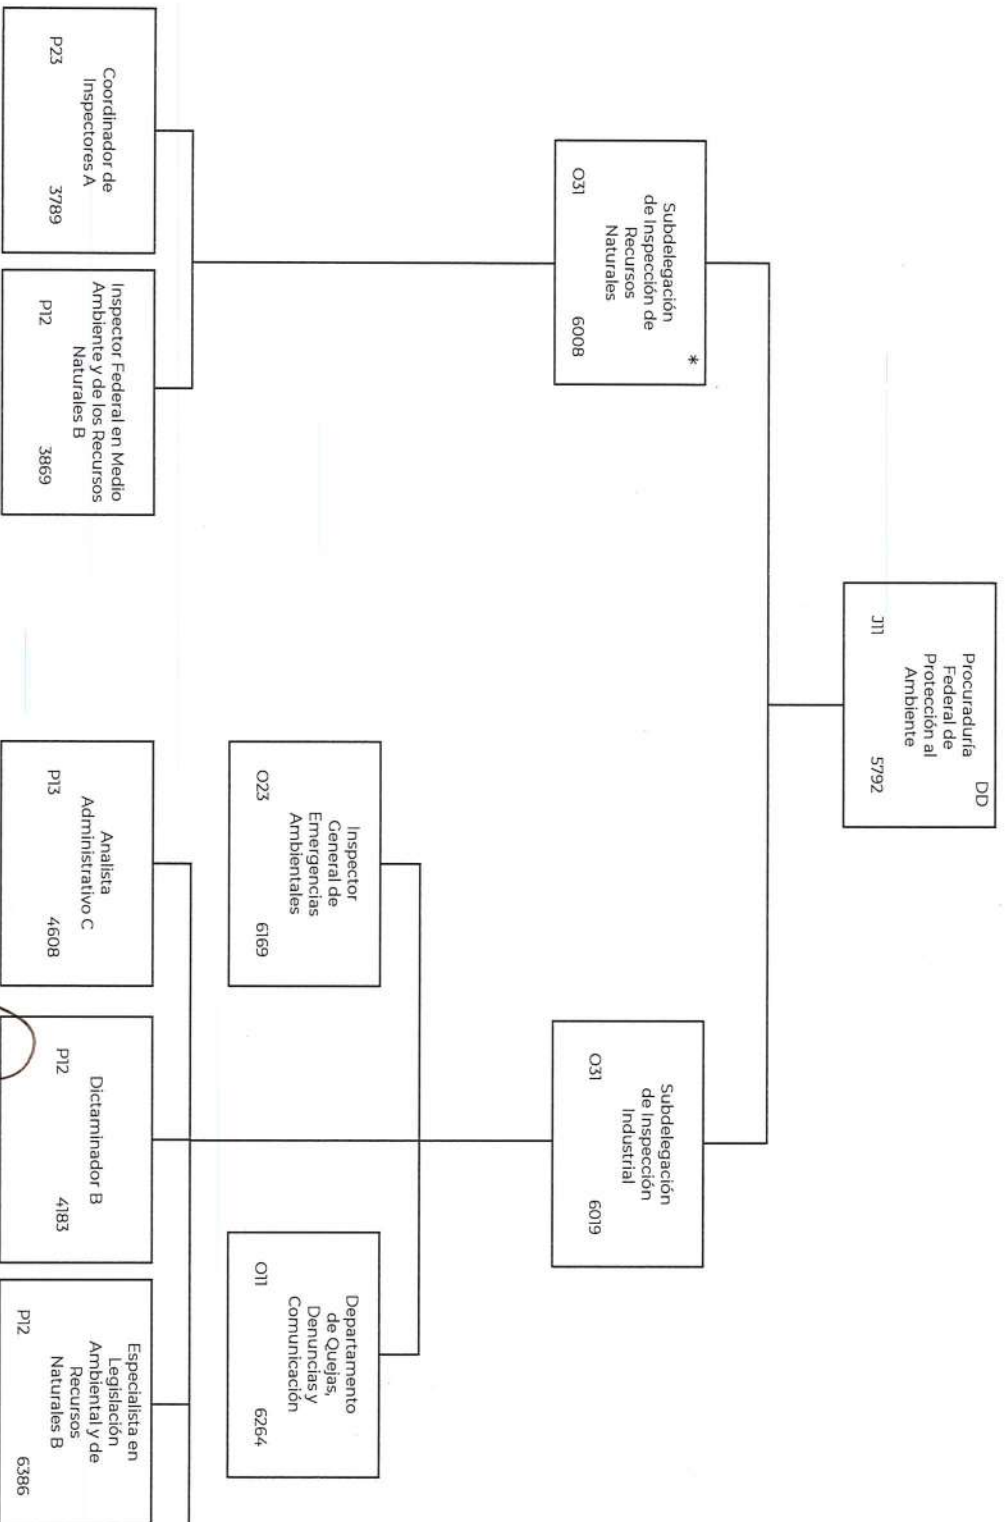 DD
Procuraduría
Federal de
Protección al
Ambiente
J11 5792
*
Subdelegación
de Inspección de
Recursos
Naturales
O31 6008
Subdelegación
de Inspección
Industrial
O31 6019
Inspector
General de
Emergencias
Ambientales
O23 6169
Departamento
de Quejas,
Denuncias y
Comunicación
O11 6264
Coordinador de
Inspectores A
P23 3789
Inspector Federal en Medio
Ambiente y de los Recursos
Naturales B
P12 3869
Analista
Administrativo C
P13 4608
Dictaminador B
P12 4183
Especialista en
Legislación
Ambiental y de
Recursos
Naturales B
P12 6386